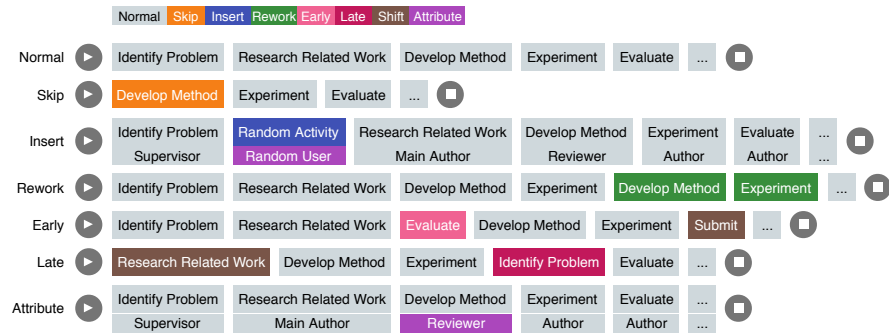 Normal Skip Insert Rework Early Late Shift Attribute
Normal Identify Problem Research Related Work Develop Method Experiment Evaluate ...
Skip Develop Method Experiment Evaluate ...
Insert Identify Problem Random Activity Research Related Work Develop Method Experiment Evaluate ...
Supervisor Random User Main Author Reviewer Author Author ...
Rework Identify Problem Research Related Work Develop Method Experiment Develop Method Experiment ...
Early Identify Problem Research Related Work Evaluate Develop Method Experiment Submit ...
Late Research Related Work Develop Method Experiment Identify Problem Evaluate ...
Attribute Identify Problem Research Related Work Develop Method Experiment Evaluate ...
Supervisor Main Author Reviewer Author Author ...